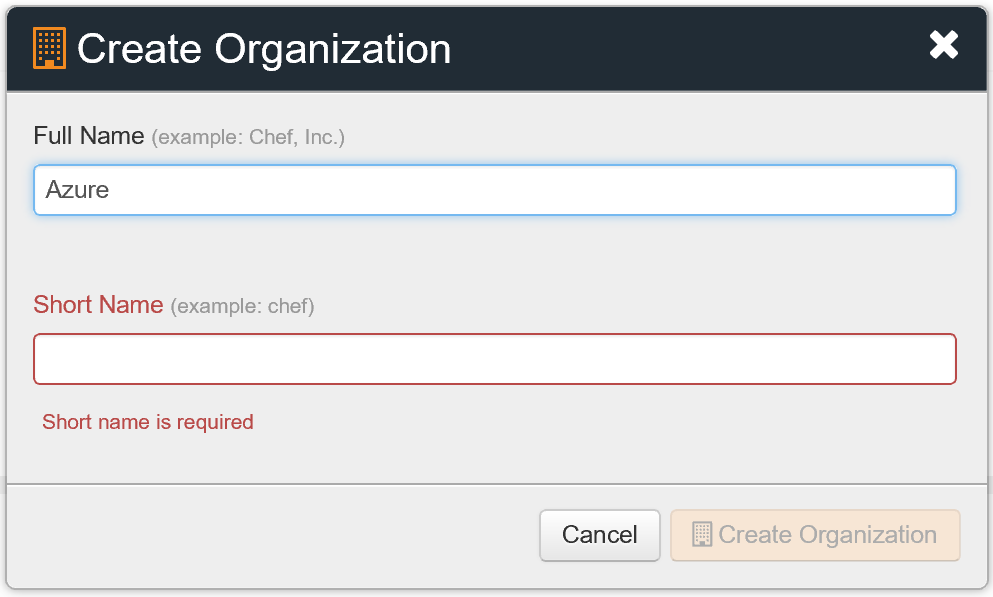 Create Organization
Full Name (example: Chef, Inc.)
Azure
Short Name (example: chef)
Short name is required
Cancel
Create Organization